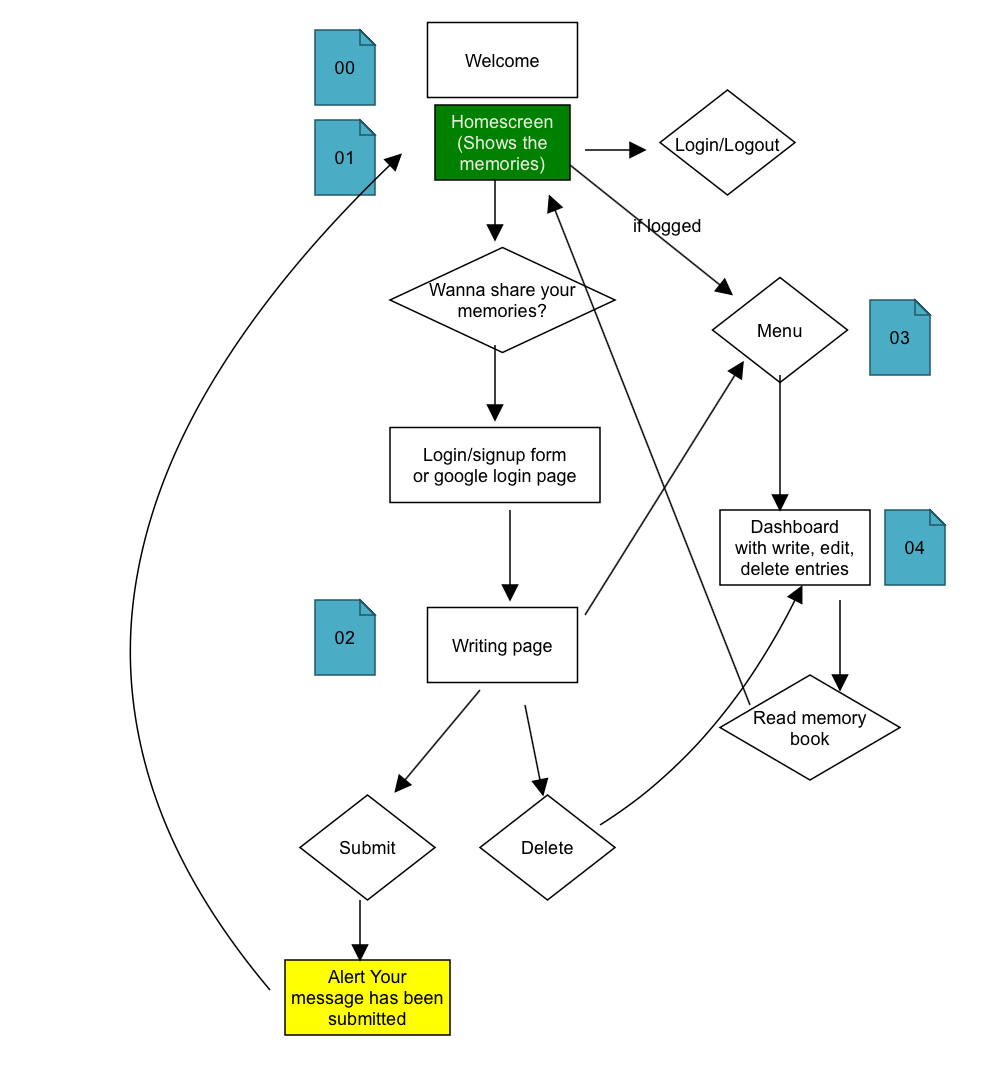 00
Welcome
01
Homescreen
(Shows the
memories)
Login/Logout
if logged
Wanna share your
memories?
Menu
03
Login/signup form
or google login page
Dashboard
with write, edit,
delete entries
04
02
Writing page
Read memory
book
Submit
Delete
Alert Your
message has been
submitted